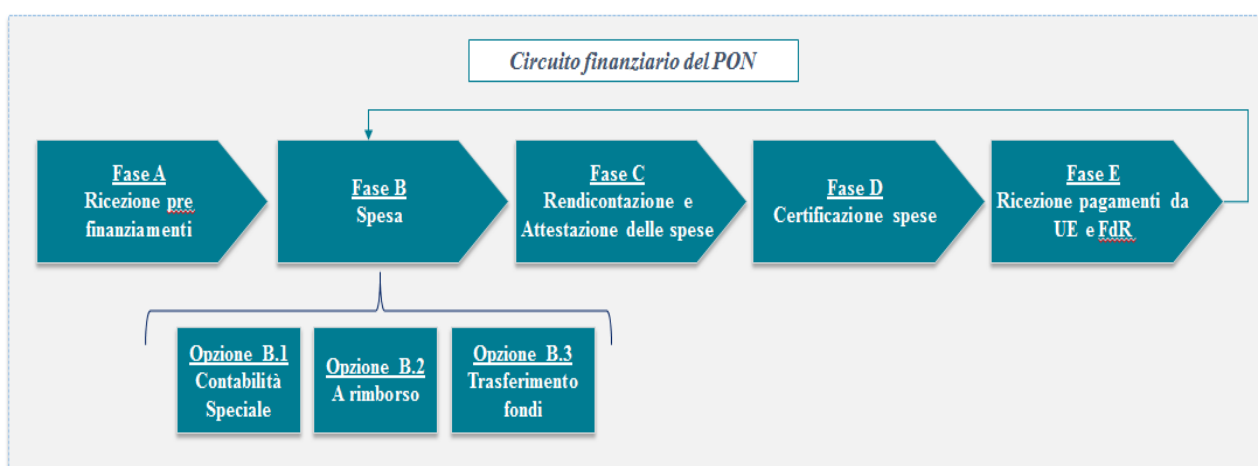 Circuito finanziario del PON
Fase A
Ricezione pre
finanziamenti
Fase B
Spesa
Fase C
Rendicontazione e
Attestazione delle spese
Fase D
Certificazione spese
Fase E
Ricezione pagamenti da
UE e FdR
Opzione B.1
Contabilità
Speciale
Opzione B.2
A rimborso
Opzione B.3
Trasferimento
fondi